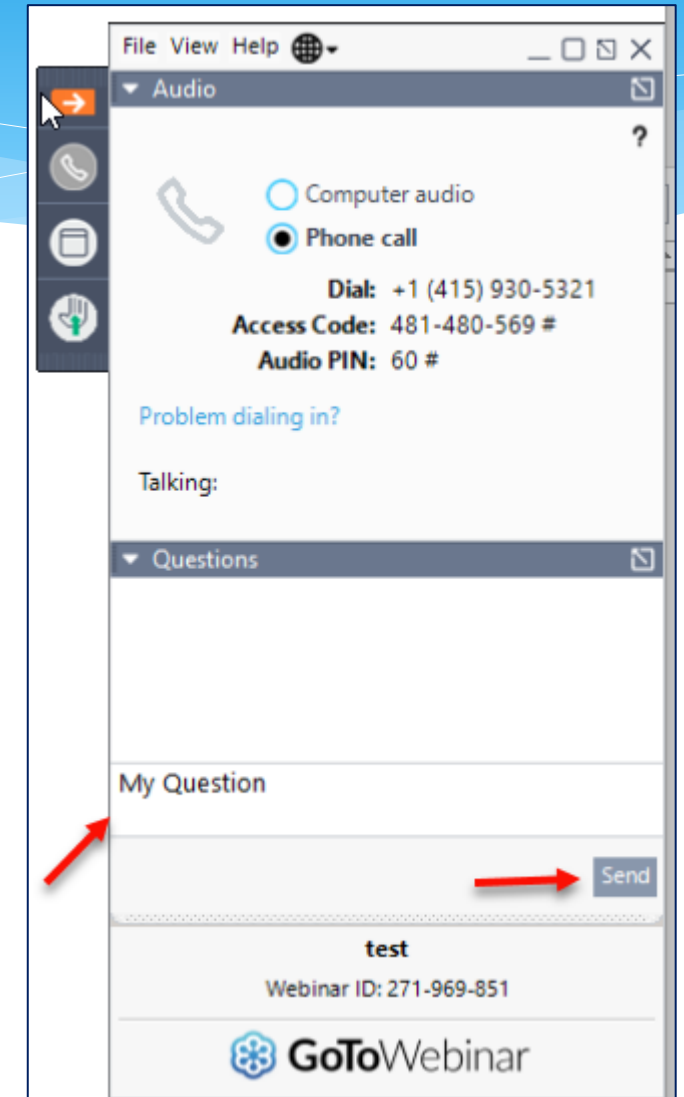 File View Help
Audio
?
Computer audio
Phone call
Dial: +1 (415) 930-5321
Access Code: 481-480-569 #
Audio PIN: 60 #
Problem dialing in?
Talking:
Questions
My Question
Send
test
Webinar ID: 271-969-851
GoToWebinar